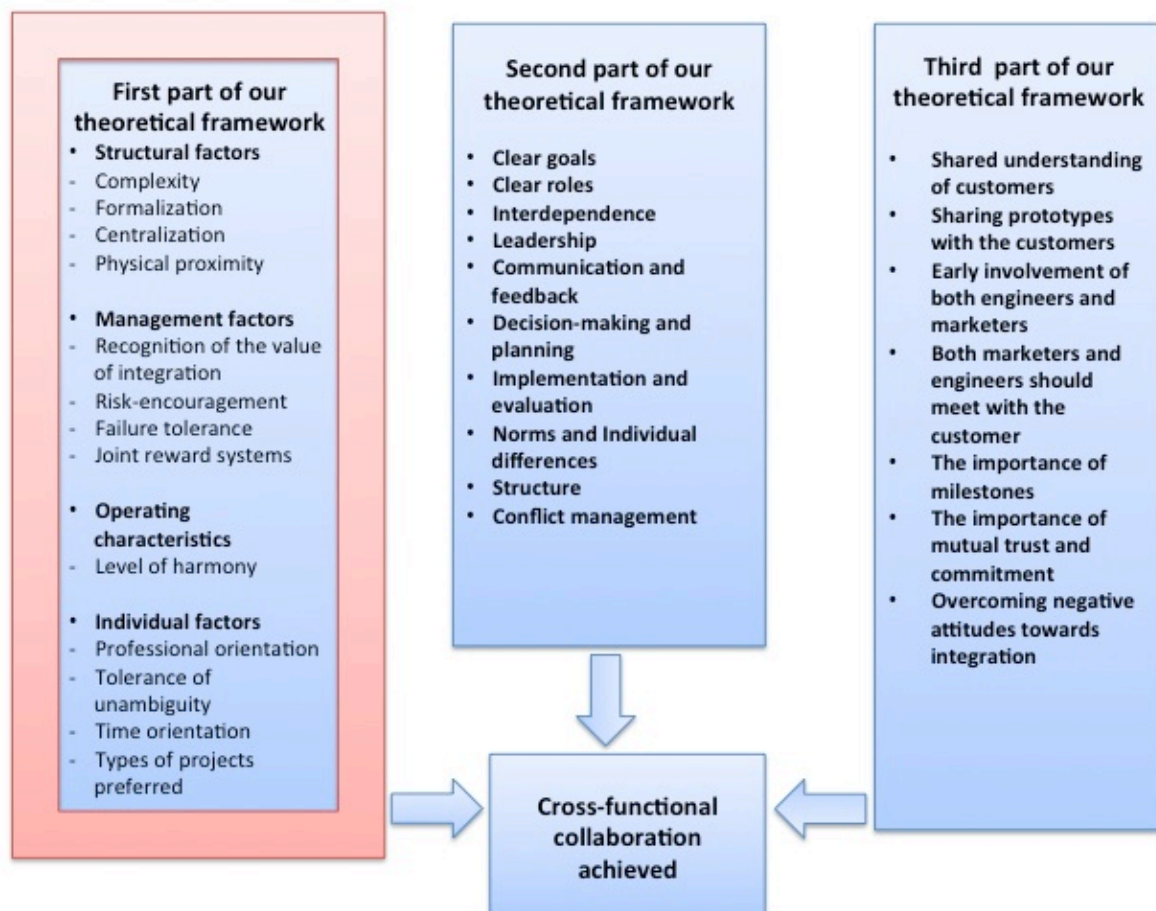 First part of our
theoretical framework
• Structural factors
- Complexity
- Formalization
- Centralization
- Physical proximity
• Management factors
- Recognition of the value
of integration
- Risk-encouragement
- Failure tolerance
- Joint reward systems
• Operating
characteristics
- Level of harmony
• Individual factors
- Professional orientation
- Tolerance of
unambiguity
- Time orientation
- Types of projects
preferred
Second part of our
theoretical framework
• Clear goals
• Clear roles
• Interdependence
• Leadership
• Communication and
feedback
• Decision-making and
planning
• Implementation and
evaluation
• Norms and Individual
differences
• Structure
• Conflict management
Third part of our
theoretical framework
• Shared understanding
of customers
• Sharing prototypes
with the customers
• Early involvement of
both engineers and
marketers
• Both marketers and
engineers should
meet with the
customer
• The importance of
milestones
• The importance of
mutual trust and
commitment
• Overcoming negative
attitudes towards
integration
Cross-functional
collaboration
achieved